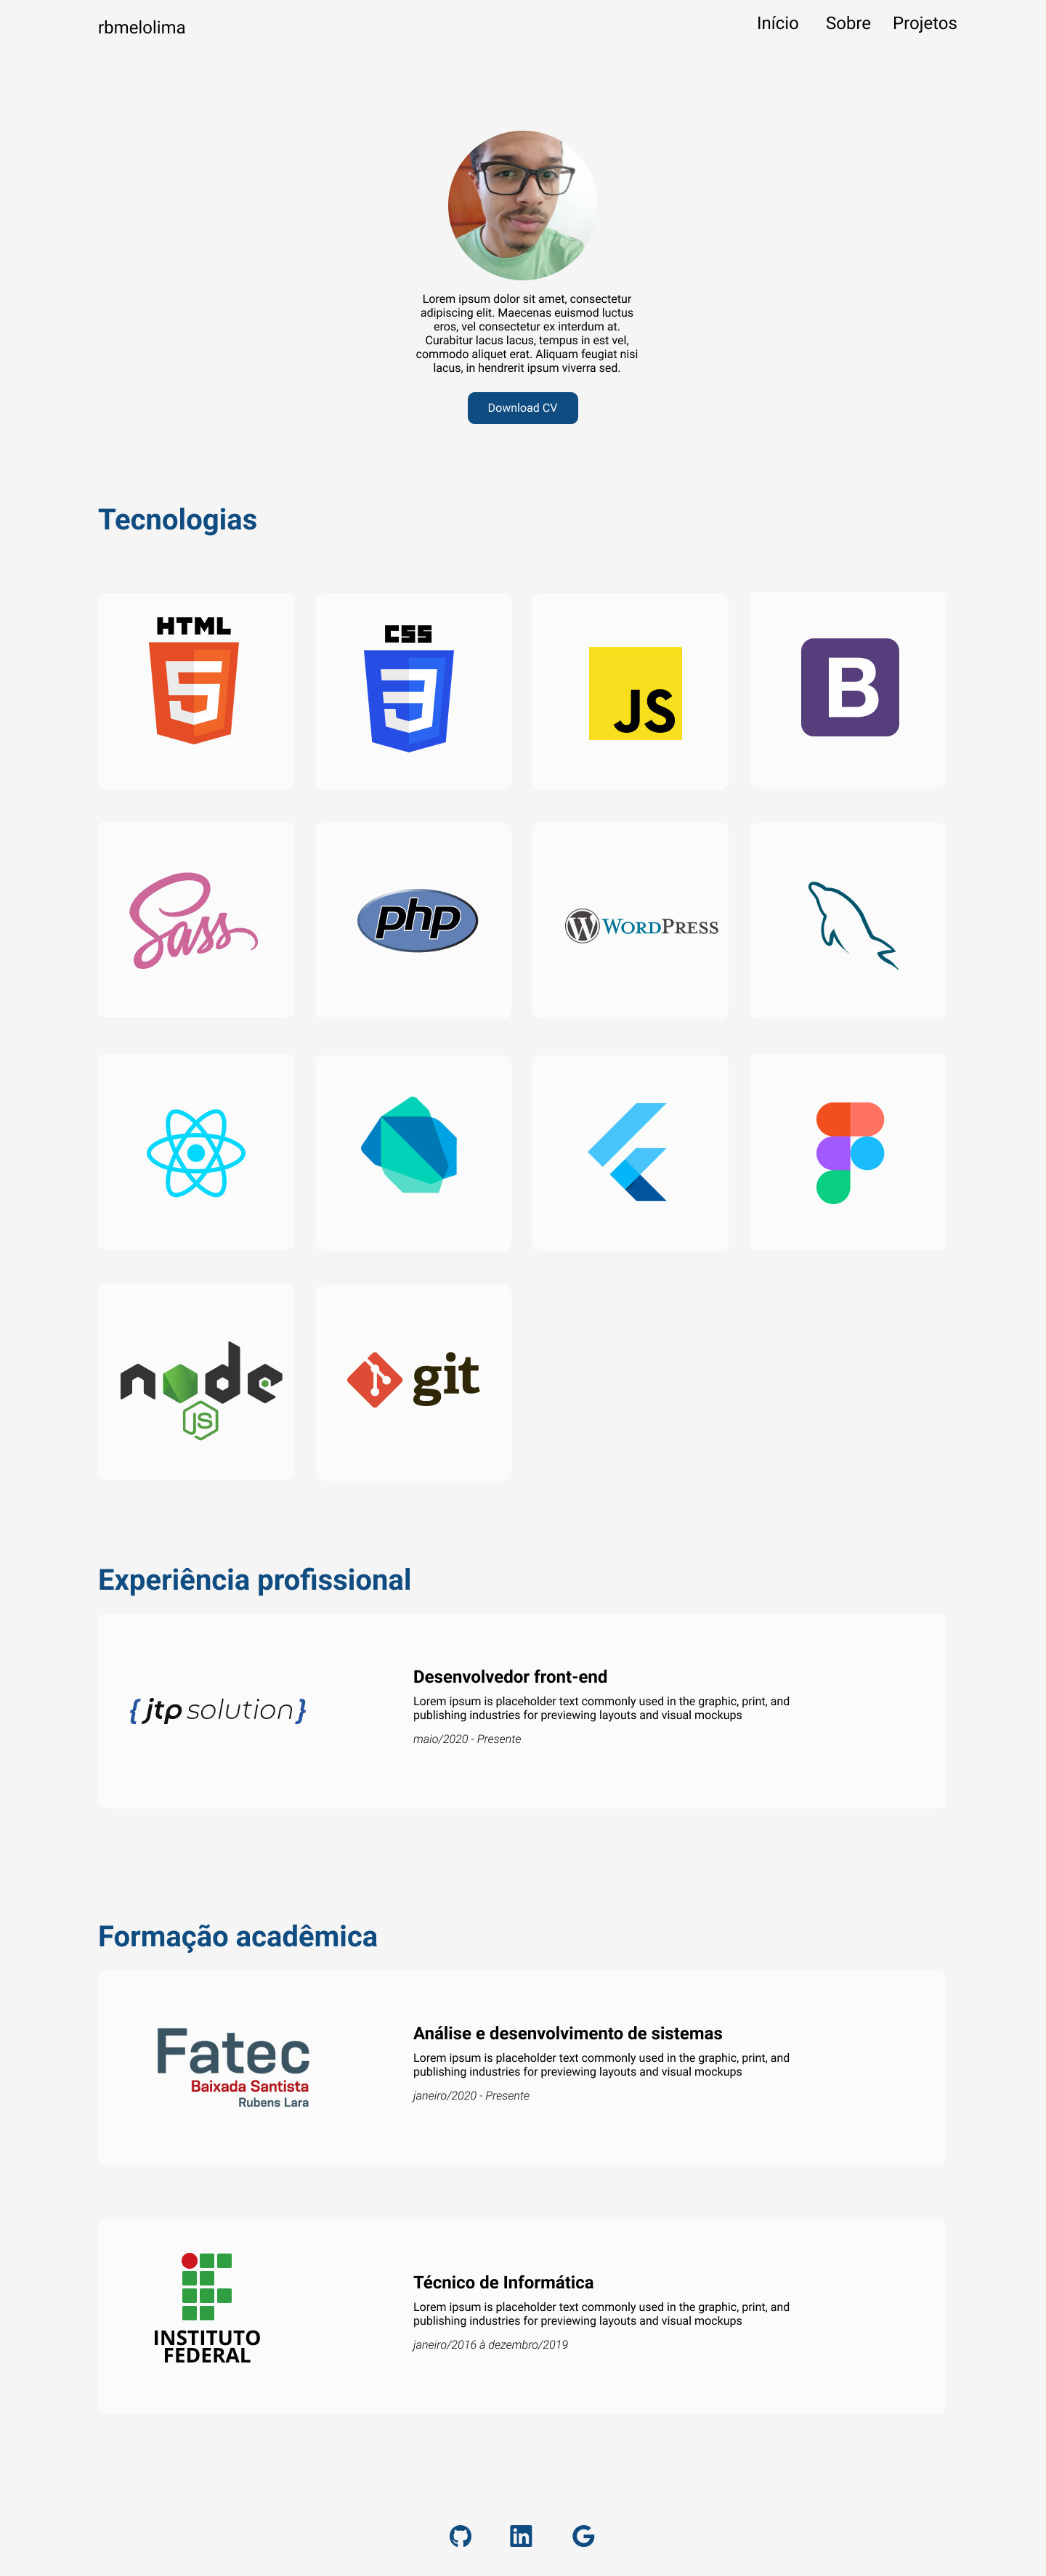 rbmelolima
Início Sobre Projetos
Lorem ipsum dolor sit amet, consectetur
adipiscing elit. Maecenas euismod luctus
eros, vel consectetur ex interdum at.
Curabitur lacus lacus, tempus in est vel,
commodo aliquet erat. Aliquam feugiat nisi
lacus, in hendrerit ipsum viverra sed.
Download CV
Tecnologias
HTML
5
CSS
3
JS
B
Sass
php
W WORDPRESS
node
JS
git
Experiência profissional
{ jtp solution }
Desenvolvedor front-end
Lorem ipsum is placeholder text commonly used in the graphic, print, and
publishing industries for previewing layouts and visual mockups
maio/2020 - Presente
Formação acadêmica
Fatec
Baixada Santista
Rubens Lara
Análise e desenvolvimento de sistemas
Lorem ipsum is placeholder text commonly used in the graphic, print, and
publishing industries for previewing layouts and visual mockups
janeiro/2020 - Presente
INSTITUTO
FEDERAL
Técnico de Informática
Lorem ipsum is placeholder text commonly used in the graphic, print, and
publishing industries for previewing layouts and visual mockups
janeiro/2016 à dezembro/2019
in G